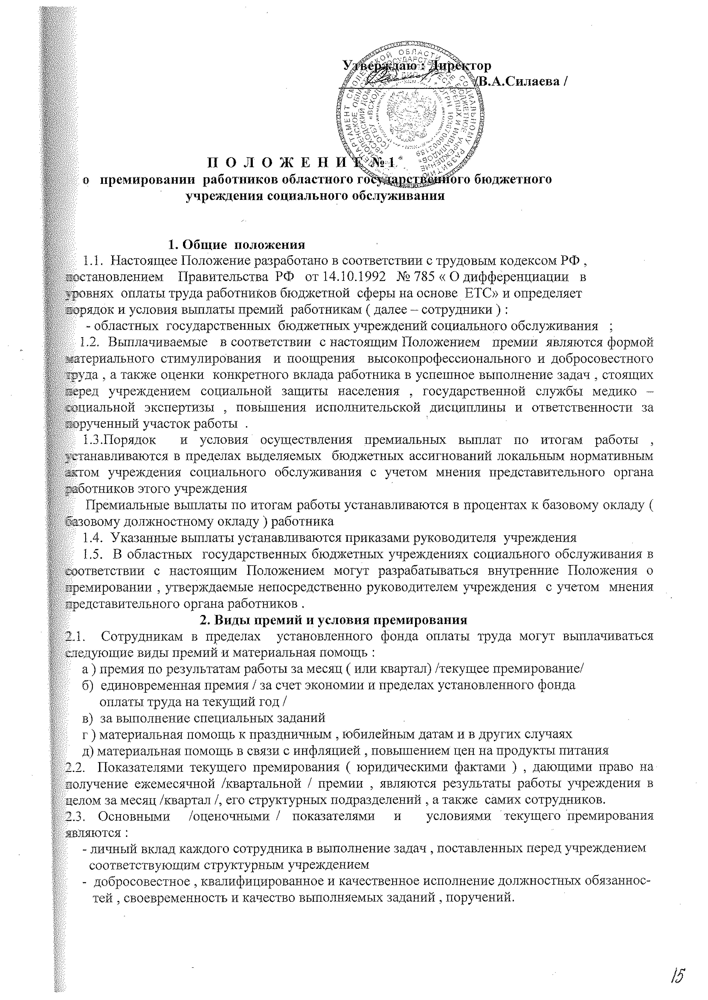 Утверждаю : Директор
/В.А.Силаева /
П О Л О Ж Е Н И Е № 1
о премировании работников областного государственного бюджетного
учреждения социального обслуживания
1. Общие положения
1.1. Настоящее Положение разработано в соответствии с трудовым кодексом РФ ,
постановлением Правительства РФ от 14.10.1992 № 785 « О дифференциации в
уровнях оплаты труда работников бюджетной сферы на основе ЕТС» и определяет
порядок и условия выплаты премий работникам ( далее – сотрудники ) :
- областных государственных бюджетных учреждений социального обслуживания ;
1.2. Выплачиваемые в соответствии с настоящим Положением премии являются формой
материального стимулирования и поощрения высокопрофессионального и добросовестного
труда , а также оценки конкретного вклада работника в успешное выполнение задач , стоящих
перед учреждением социальной защиты населения , государственной службы медико –
социальной экспертизы , повышения исполнительской дисциплины и ответственности за
порученный участок работы .
1.3.Порядок и условия осуществления премиальных выплат по итогам работы ,
устанавливаются в пределах выделяемых бюджетных ассигнований локальным нормативным
актом учреждения социального обслуживания с учетом мнения представительного органа
работников этого учреждения
Премиальные выплаты по итогам работы устанавливаются в процентах к базовому окладу (
базовому должностному окладу ) работника
1.4. Указанные выплаты устанавливаются приказами руководителя учреждения
1.5. В областных государственных бюджетных учреждениях социального обслуживания в
соответствии с настоящим Положением могут разрабатываться внутренние Положения о
премировании , утверждаемые непосредственно руководителем учреждения с учетом мнения
представительного органа работников .
2. Виды премий и условия премирования
2.1. Сотрудникам в пределах установленного фонда оплаты труда могут выплачиваться
следующие виды премий и материальная помощь :
а ) премия по результатам работы за месяц ( или квартал) /текущее премирование/
б) единовременная премия / за счет экономии и пределах установленного фонда
оплаты труда на текущий год /
в) за выполнение специальных заданий
г ) материальная помощь к праздничным , юбилейным датам и в других случаях
д) материальная помощь в связи с инфляцией , повышением цен на продукты питания
2.2. Показателями текущего премирования ( юридическими фактами ) , дающими право на
получение ежемесячной /квартальной / премии , являются результаты работы учреждения в
целом за месяц /квартал /, его структурных подразделений , а также самих сотрудников.
2.3. Основными /оценочными / показателями и условиями текущего премирования
являются :
- личный вклад каждого сотрудника в выполнение задач , поставленных перед учреждением
соответствующим структурным учреждением
- добросовестное , квалифицированное и качественное исполнение должностных обязаннос-
тей , своевременность и качество выполняемых заданий , поручений.
15